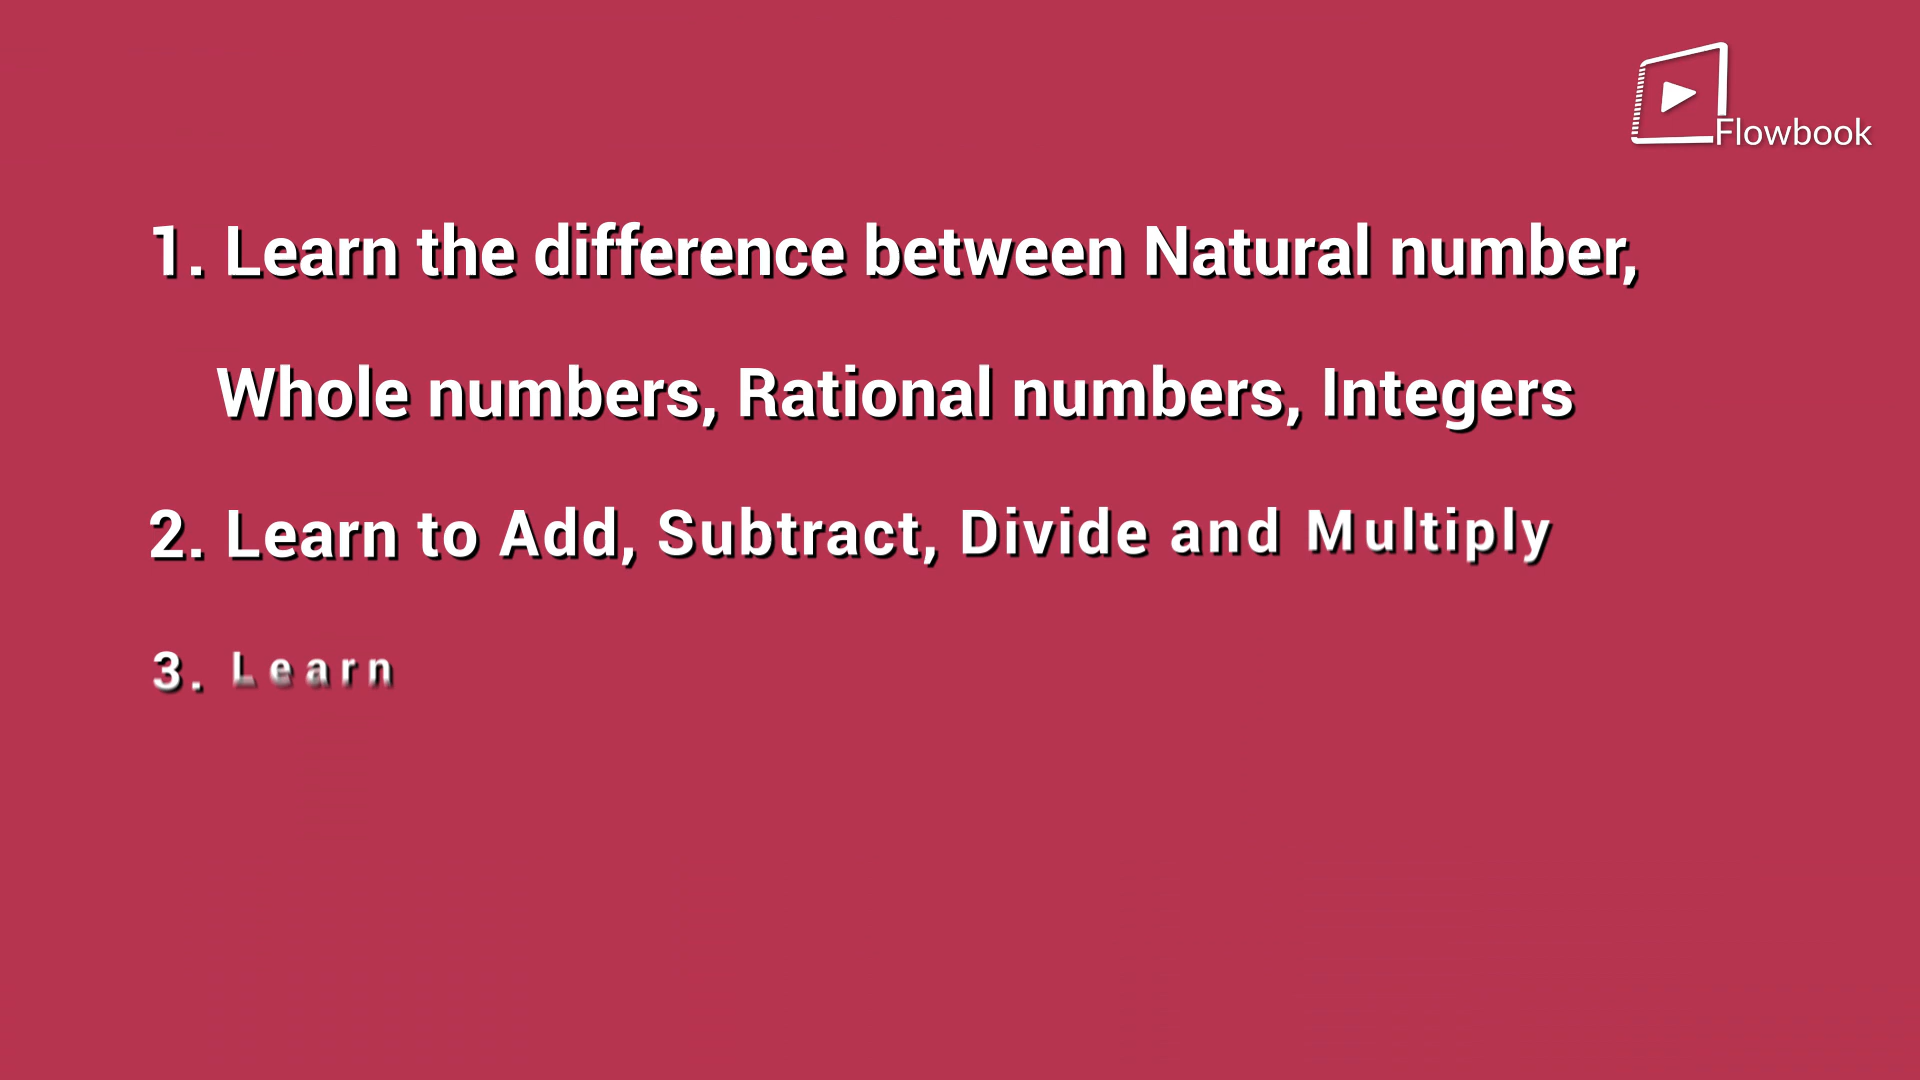 Flowbook
1. Learn the difference between Natural number,
Whole numbers, Rational numbers, Integers
2. Learn to Add, Subtract, Divide and Multiply
3. Learn